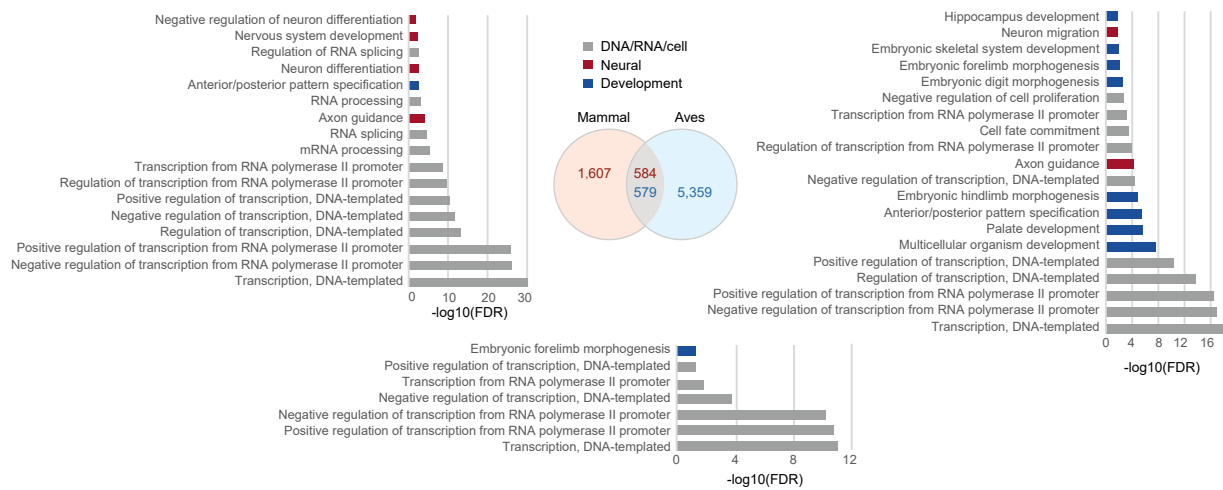 Negative regulation of neuron differentiation
Nervous system development
Regulation of RNA splicing
Neuron differentiation
Anterior/posterior pattern specification
RNA processing
Axon guidance
RNA splicing
mRNA processing
Transcription from RNA polymerase II promoter
Regulation of transcription from RNA polymerase II promoter
Positive regulation of transcription, DNA-templated
Negative regulation of transcription, DNA-templated
Regulation of transcription, DNA-templated
Positive regulation of transcription from RNA polymerase II promoter
Negative regulation of transcription from RNA polymerase II promoter
Transcription, DNA-templated
0 10 20 30
-log10(FDR)
DNA/RNA/cell
Neural
Development
Mammal Aves
1,607 584
579 5,359
Hippocampus development
Neuron migration
Embryonic skeletal system development
Embryonic forelimb morphogenesis
Embryonic digit morphogenesis
Negative regulation of cell proliferation
Transcription from RNA polymerase II promoter
Cell fate commitment
Regulation of transcription from RNA polymerase II promoter
Axon guidance
Negative regulation of transcription, DNA-templated
Embryonic hindlimb morphogenesis
Anterior/posterior pattern specification
Palate development
Multicellular organism development
Positive regulation of transcription, DNA-templated
Regulation of transcription, DNA-templated
Positive regulation of transcription from RNA polymerase II promoter
Negative regulation of transcription from RNA polymerase II promoter
Transcription, DNA-templated
0 4 8 12 16
-log10(FDR)
Embryonic forelimb morphogenesis
Positive regulation of transcription, DNA-templated
Transcription from RNA polymerase II promoter
Negative regulation of transcription, DNA-templated
Negative regulation of transcription from RNA polymerase II promoter
Positive regulation of transcription from RNA polymerase II promoter
Transcription, DNA-templated
0 4 8 12
-log10(FDR)